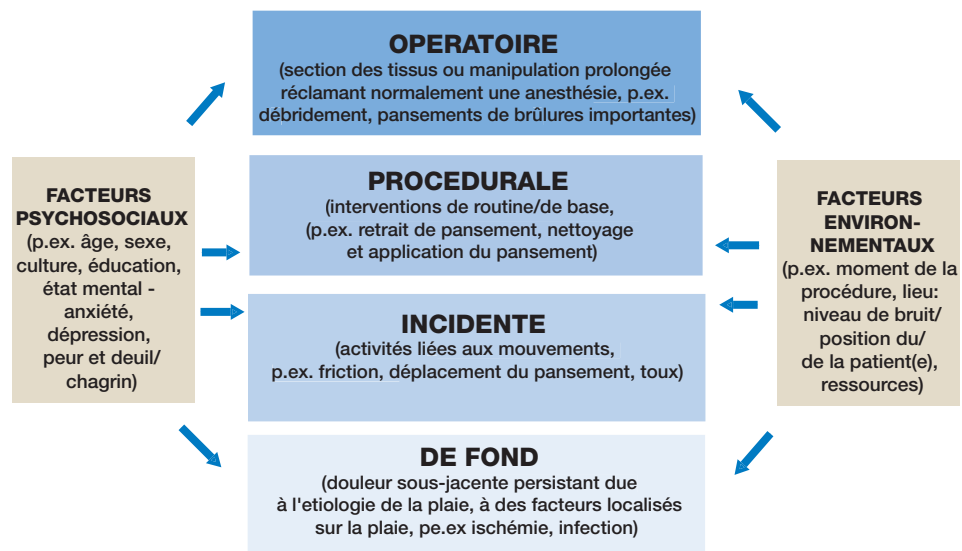 OPERATOIRE
(section des tissus ou manipulation prolongée
réclamant normalement une anesthésie, p.ex.
débridement, pansements de brûlures importantes)
FACTEURS
PSYCHOSOCIAUX
(p.ex. âge, sexe,
culture, éducation,
état mental -
anxiété,
dépression,
peur et deuil/
chagrin)
PROCEDURALE
(interventions de routine/de base,
(p.ex. retrait de pansement, nettoyage
et application du pansement)
INCIDENTE
(activités liées aux mouvements,
p.ex. friction, déplacement du pansement, toux)
FACTEURS
ENVIRON-
NEMENTAUX
(p.ex. moment de la
procédure, lieu:
niveau de bruit/
position du/
de la patient(e),
ressources)
DE FOND
(douleur sous-jacente persistant due
à l'etiologie de la plaie, à des facteurs localisés
sur la plaie, pe.ex ischémie, infection)